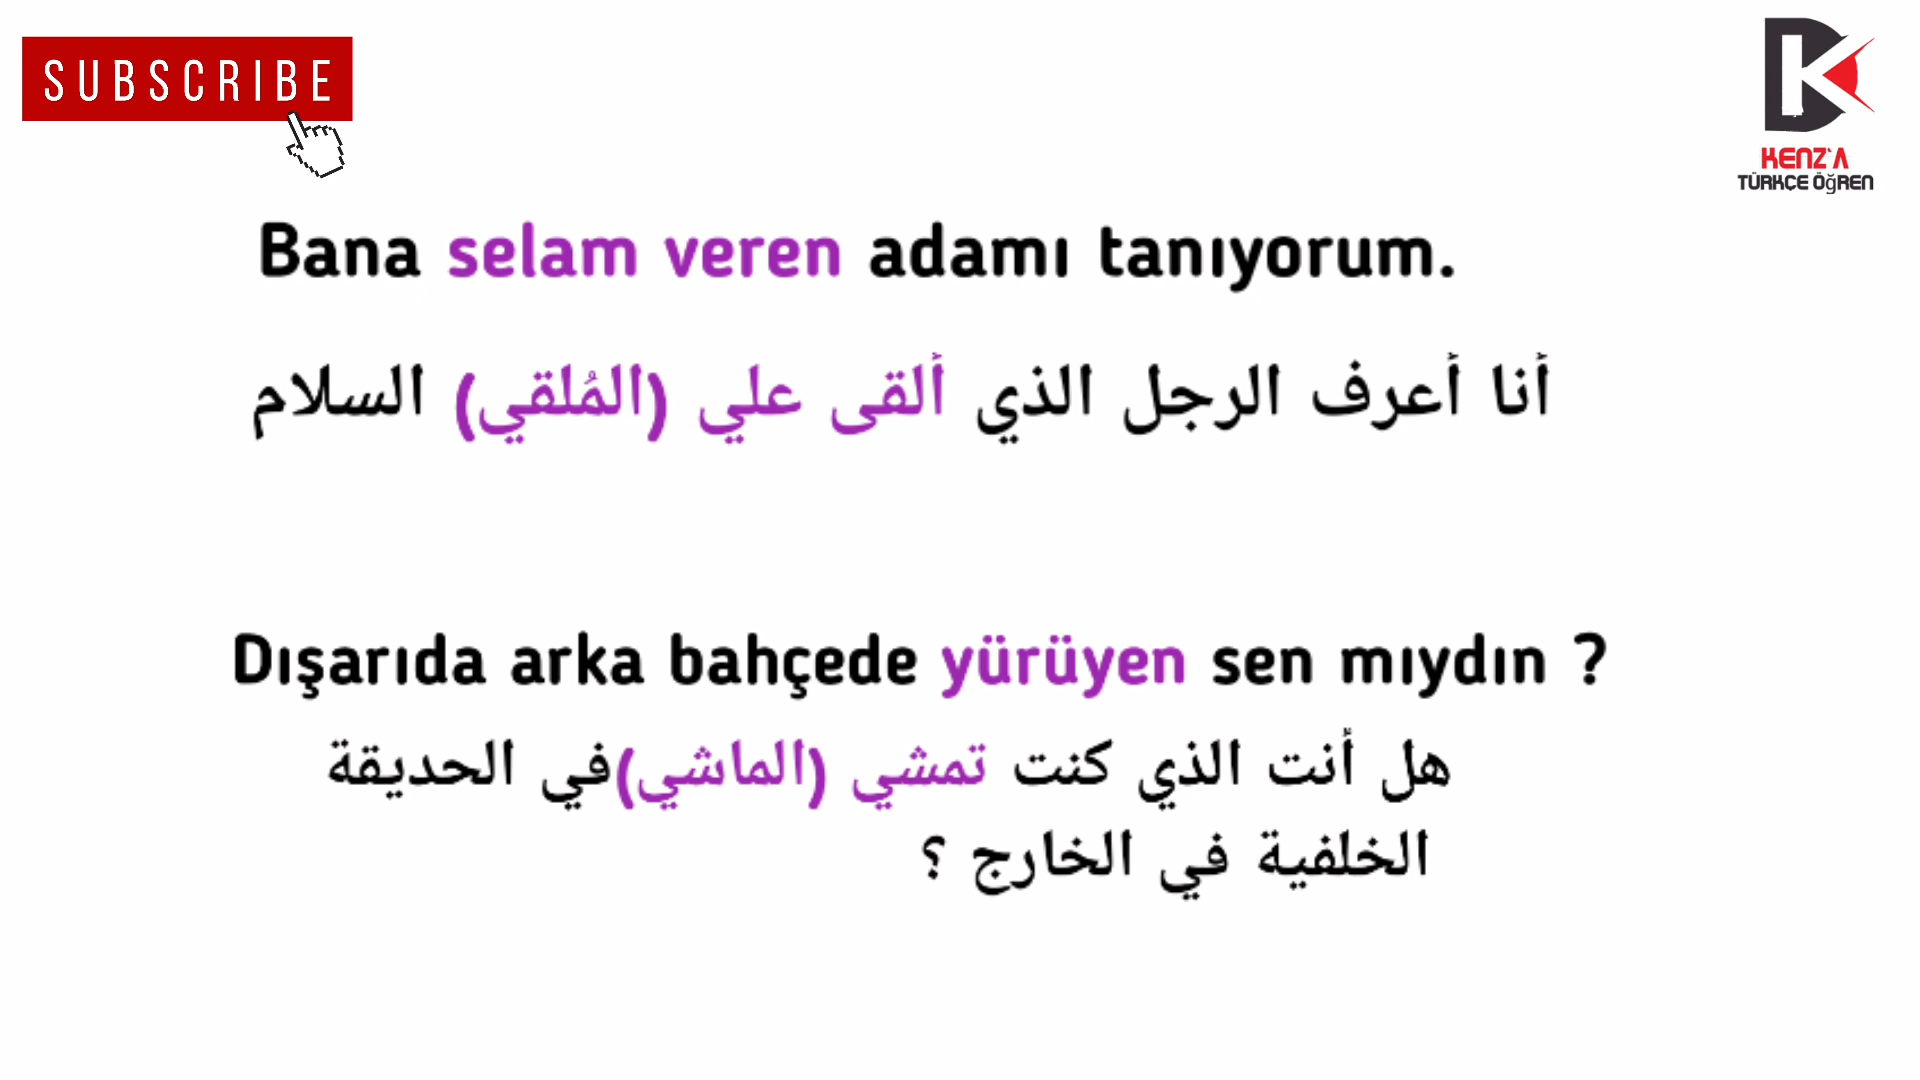 SUBSCRIBE
KENZ'A
TÜRKÇE ÖĞREN
Bana selam veren adamı tanıyorum.
أنا أعرف الرجل الذي ألقى علي (المُلقي) السلام
Dışarıda arka bahçede yürüyen sen mıydın ?
هل أنت الذي كنت تمشي (الماشي)في الحديقة
الخلفية في الخارج ؟